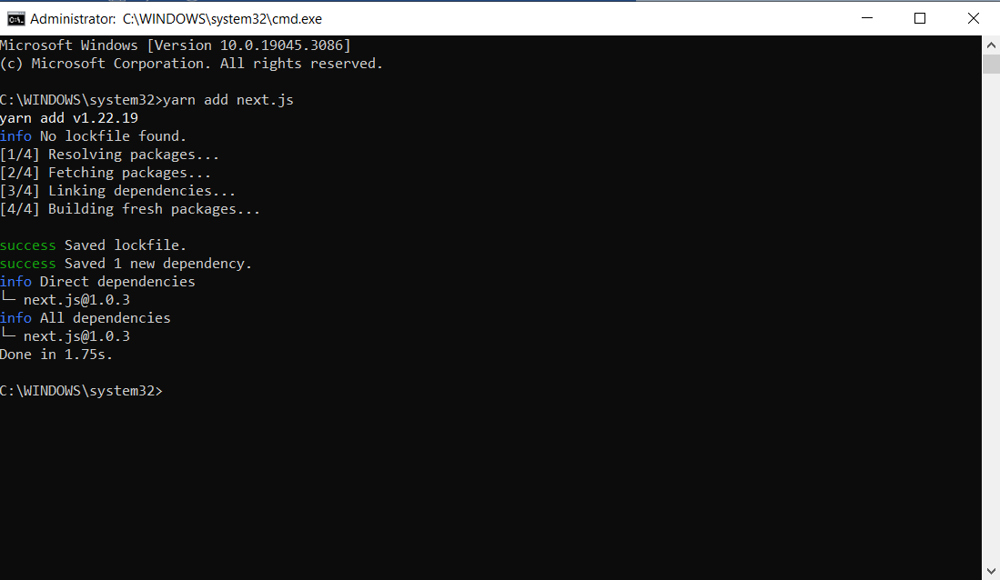 Administrator: C:\WINDOWS\system32\cmd.exe
Microsoft Windows [Version 10.0.19045.3086]
(c) Microsoft Corporation. All rights reserved.
C:\WINDOWS\system32>yarn add next.js
yarn add v1.22.19
info No lockfile found.
[1/4] Resolving packages...
[2/4] Fetching packages...
[3/4] Linking dependencies...
[4/4] Building fresh packages...
success Saved lockfile.
success Saved 1 new dependency.
info Direct dependencies
└─ next.js@1.0.3
info All dependencies
└─ next.js@1.0.3
Done in 1.75s.
C:\WINDOWS\system32>